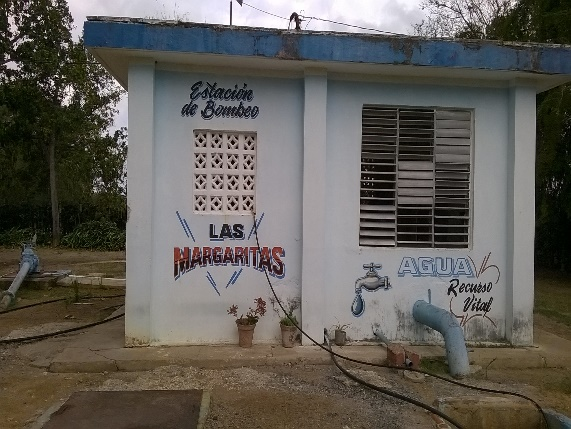 Estación
de Bombeo
LAS
MARGARITAS
AGUA
Recurso
Vital